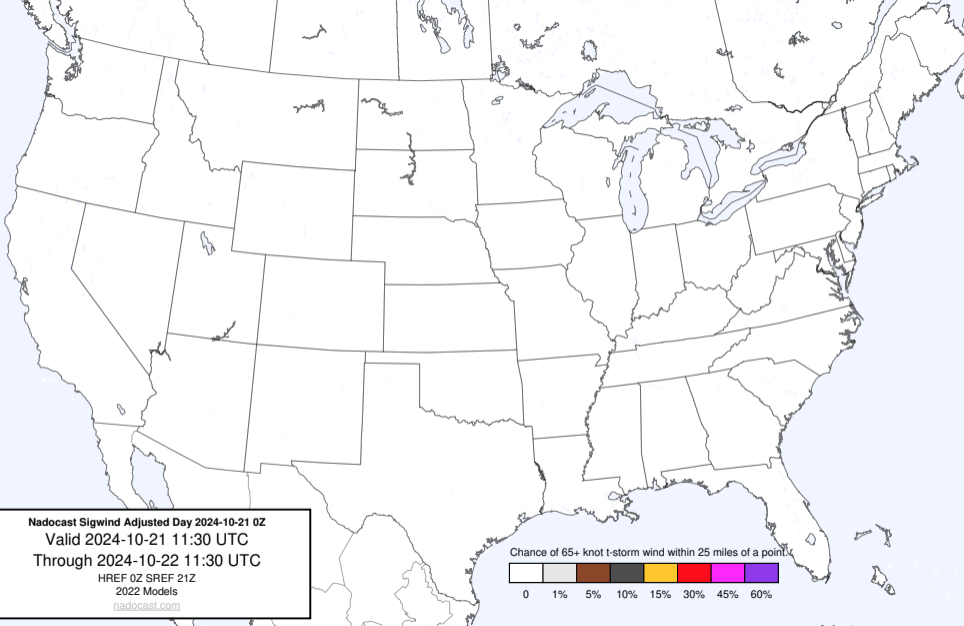 Nadocast Sigwind Adjusted Day 2024-10-21 0Z
Valid 2024-10-21 11:30 UTC
Through 2024-10-22 11:30 UTC
HREF 0Z SREF 21Z
2022 Models
nadocast.com
Chance of 65+ knot t-storm wind within 25 miles of a point.
0 1% 5% 10% 15% 30% 45% 60%